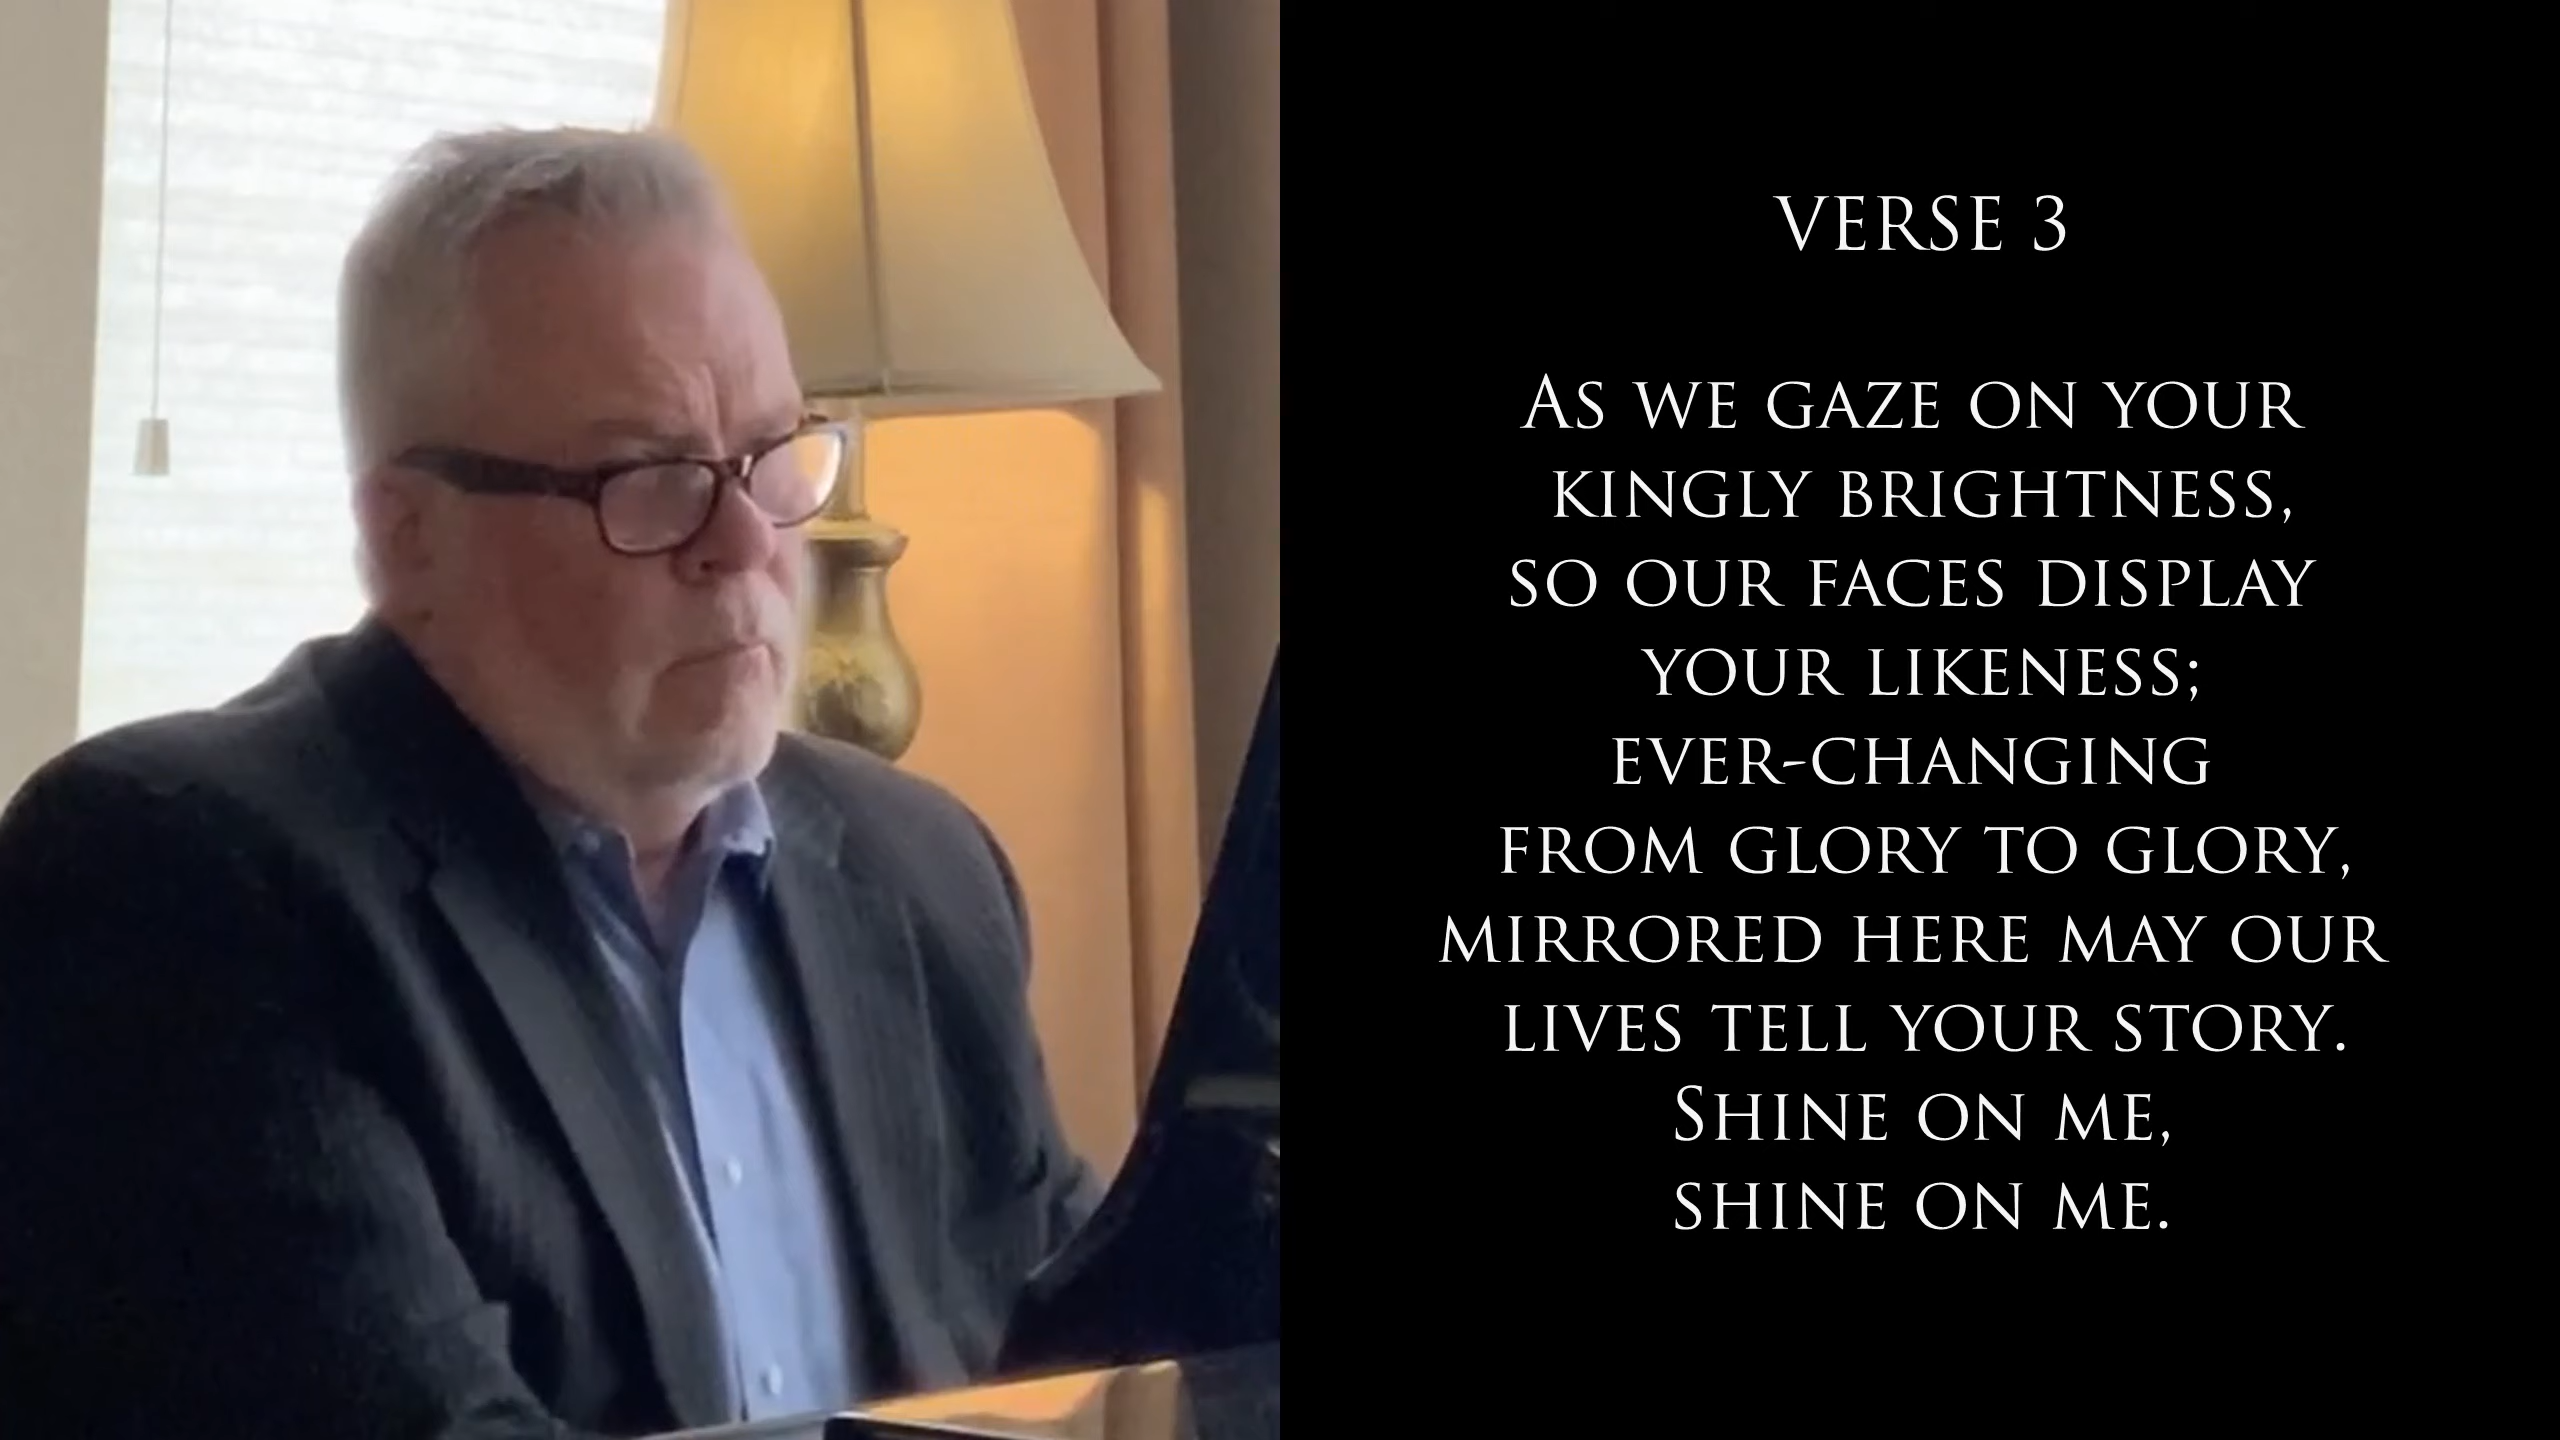 VERSE 3
As we gaze on your
kingly brightness,
so our faces display
your likeness;
ever-changing
from glory to glory,
mirrored here may our
lives tell your story.
Shine on me,
shine on me.